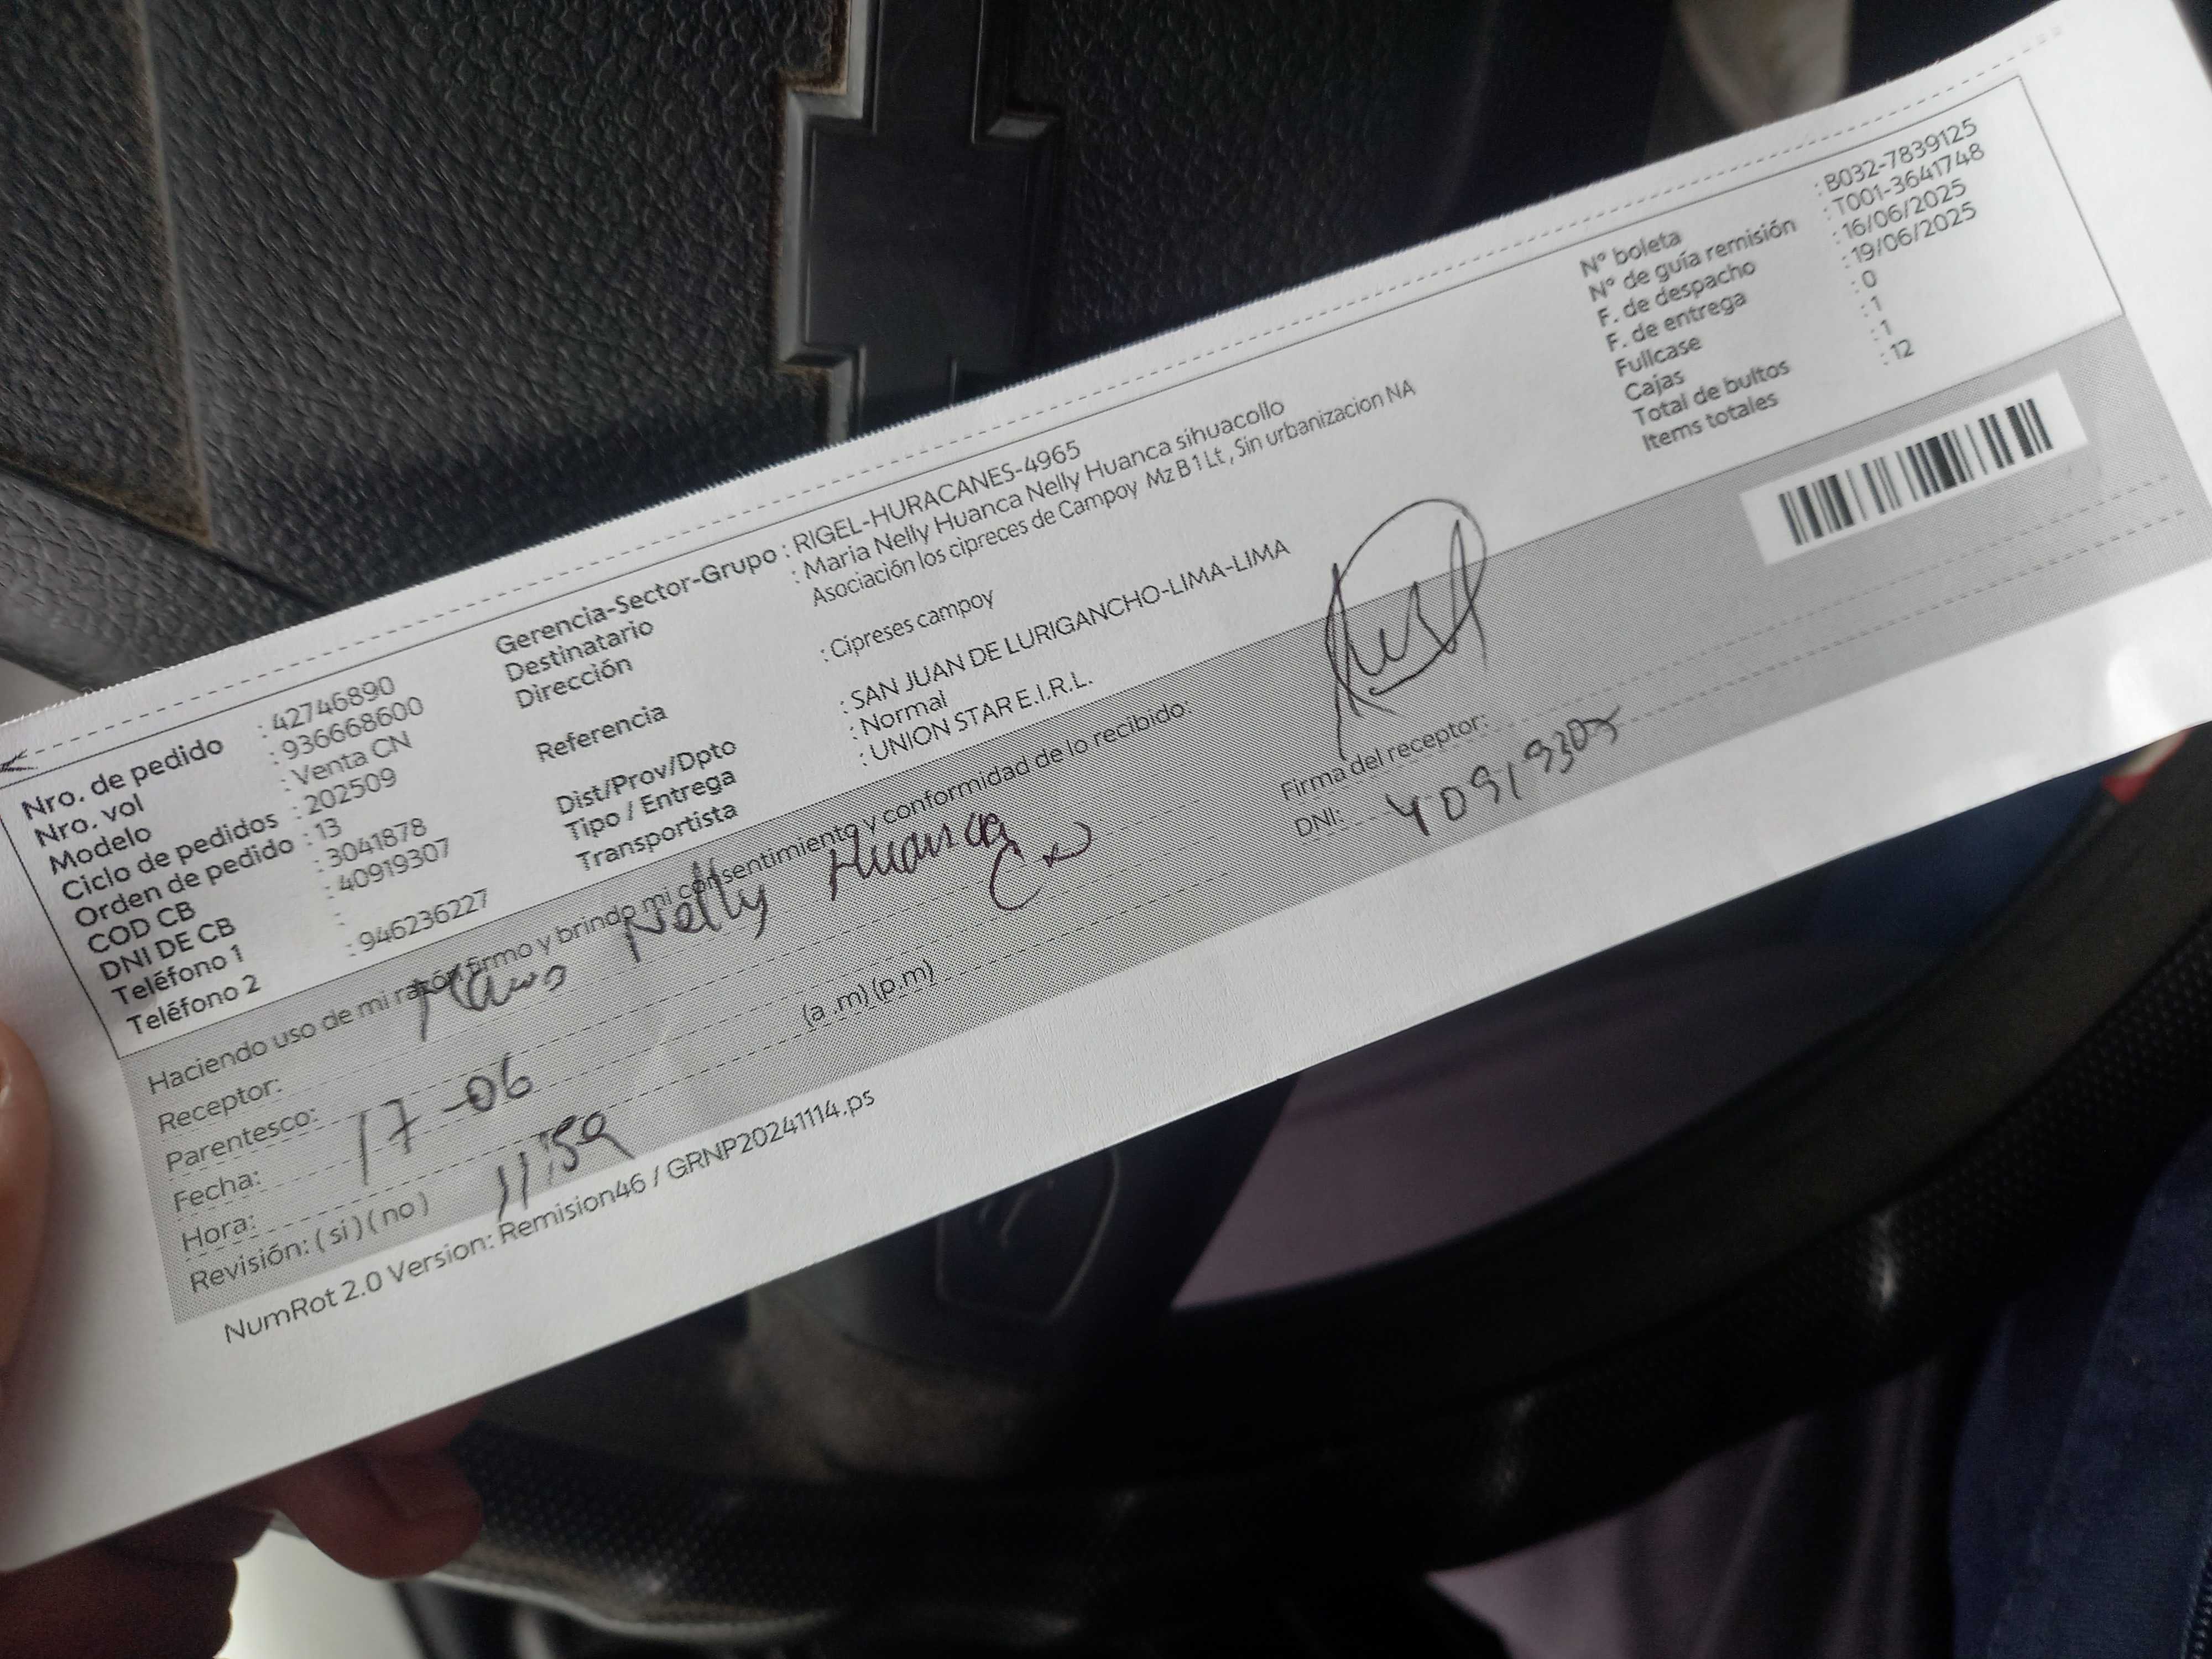 Nro. de pedido : 42746890
Nro. vol : 936668600
Modelo : Venta CN
Ciclo de pedidos : 202509
Orden de pedido : 13
COD CB : 3041878
DNI DE CB : 40919307
Teléfono 1 :
Teléfono 2 : 946236227
Gerencia-Sector-Grupo : RIGEL-HURACANES-4965
Destinatario : Maria Nelly Huanca Nelly Huanca sihuacollo
Dirección Asociación los cipreces de Campoy Mz B 1 Lt , Sin urbanizacion NA
Referencia : Cipreses campoy
Dist/Prov/Dpto : SAN JUAN DE LURIGANCHO-LIMA-LIMA
Tipo / Entrega : Normal
Transportista : UNION STAR E.I.R.L.
N° boleta : B032-7839125
N° de guía remisión : T001-3641748
F. de despacho : 16/06/2025
F. de entrega : 19/06/2025
Fullcase : 0
Cajas : 1
Total de bultos : 1
Items totales : 12
Haciendo uso de mi razón firmo y brindo mi consentimiento y conformidad de lo recibido:
Receptor: Nelly Huanca
Parentesco:
Fecha: 17-06
Hora: 11:59 (a .m) (p.m)
Revisión: ( si ) ( no )
Firma del receptor:
DNI: 40919307
NumRot 2.0 Version: Remision46 / GRNP20241114.ps